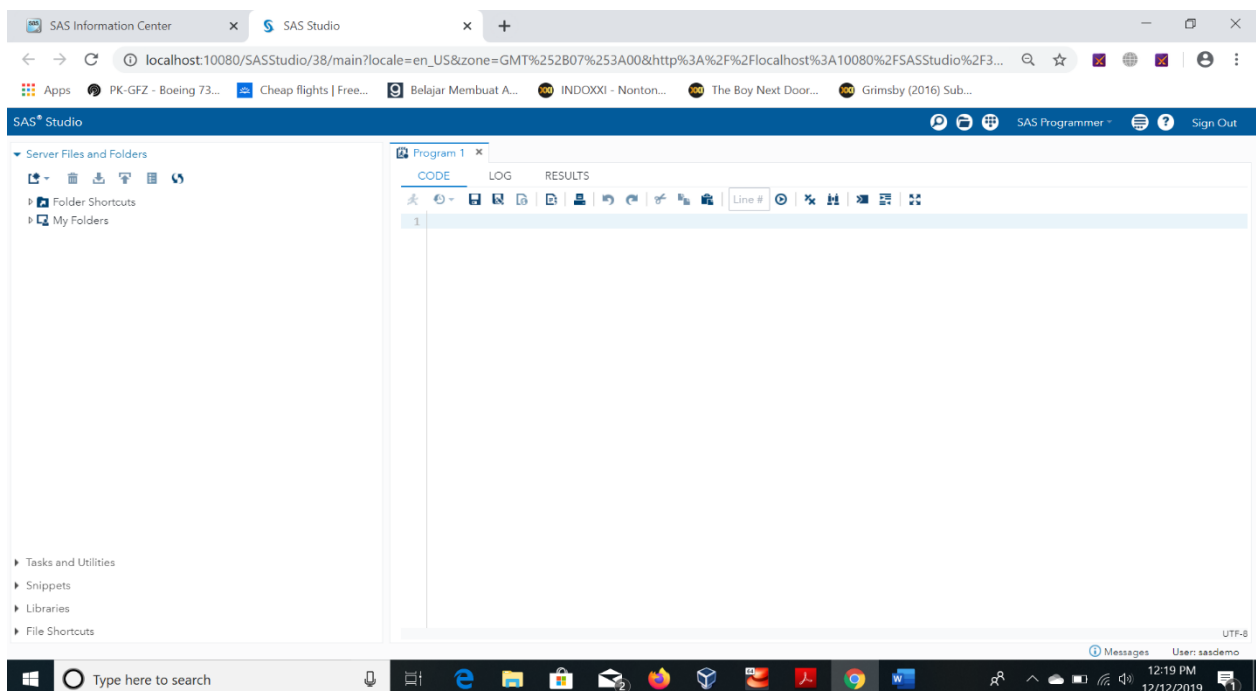 SAS Information Center
SAS Studio
localhost:10080/SASStudio/38/main?locale=en_US&zone=GMT%252B07%253A00&http%3A%2F%2Flocalhost%3A10080%2FSASStudio%2F3...
Apps PK-GFZ - Boeing 73... Cheap flights | Free... Belajar Membuat A... INDOXXI - Nonton... The Boy Next Door... Grimsby (2016) Sub...
SAS® Studio SAS Programmer Sign Out
Server Files and Folders
Folder Shortcuts
My Folders
Tasks and Utilities
Snippets
Libraries
File Shortcuts
Program 1
CODE LOG RESULTS
Line #
1
UTF-8
Messages User: sasdemo
Type here to search
12:19 PM
12/12/2019